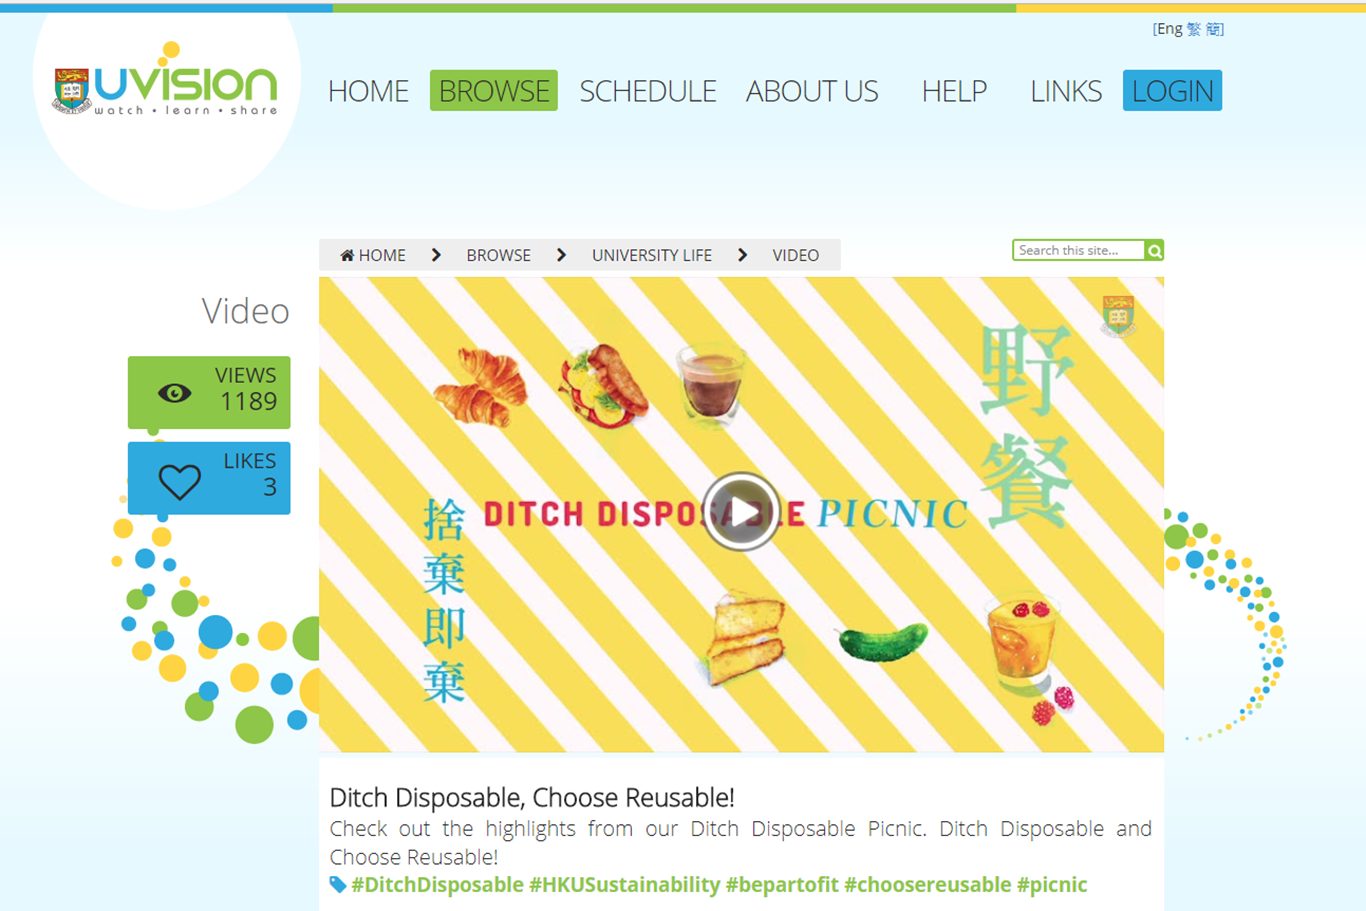 [Eng 繁 簡]
UVISION
watch • learn • share
HOME BROWSE SCHEDULE ABOUT US HELP LINKS LOGIN
HOME BROWSE UNIVERSITY LIFE VIDEO
Search this site...
Video
VIEWS
1189
LIKES
3
野餐
捨棄即棄
DITCH DISPOSABLE PICNIC
Ditch Disposable, Choose Reusable!
Check out the highlights from our Ditch Disposable Picnic. Ditch Disposable and
Choose Reusable!
#DitchDisposable #HKUSustainability #bepartofit #choosereusable #picnic